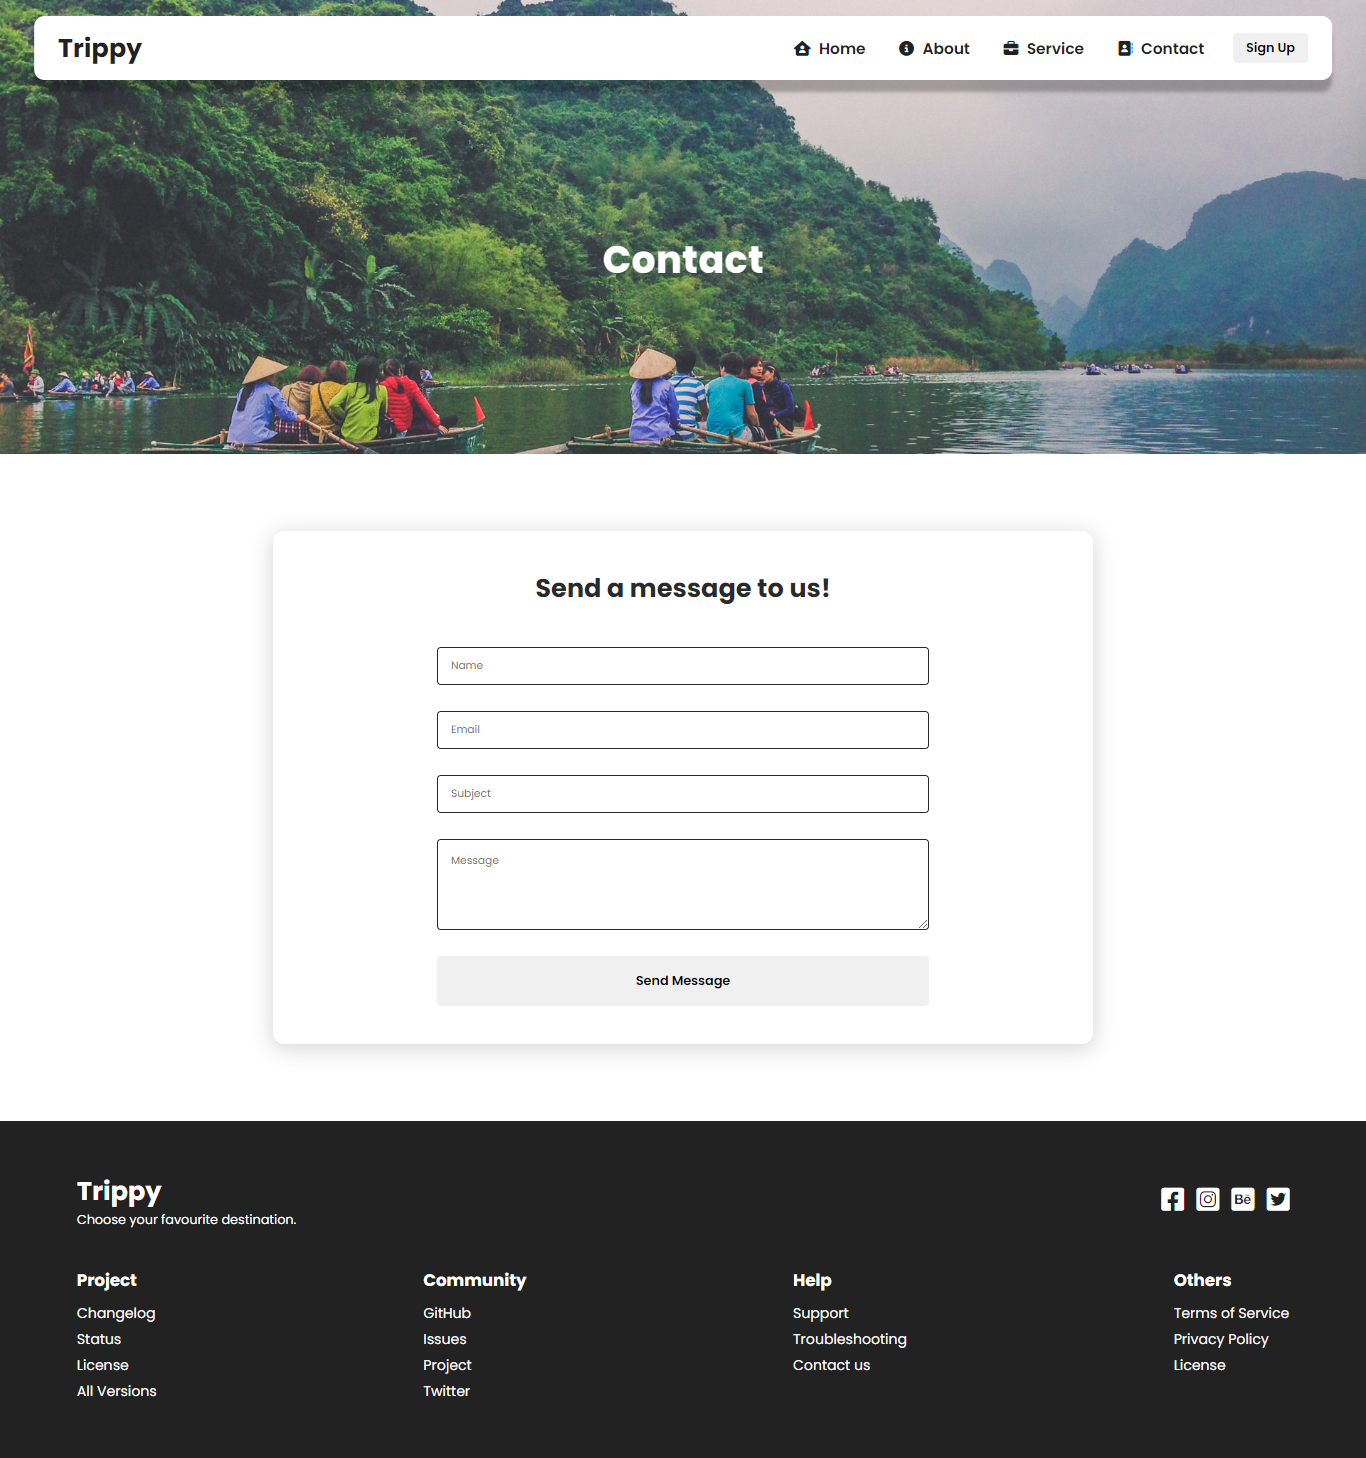 Trippy
Home
About
Service
Contact
Sign Up
Contact
Send a message to us!
Name
Email
Subject
Message
Send Message
Trippy
Choose your favourite destination.
Bē
Project
Changelog
Status
License
All Versions
Community
GitHub
Issues
Project
Twitter
Help
Support
Troubleshooting
Contact us
Others
Terms of Service
Privacy Policy
License